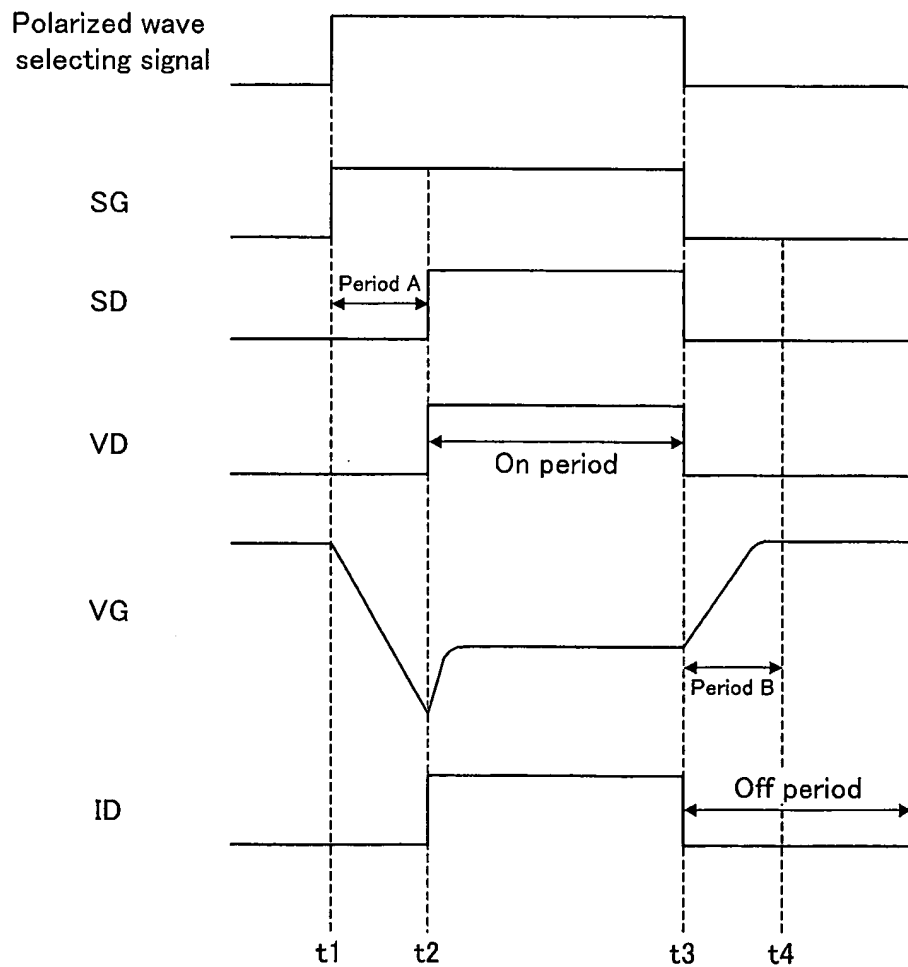 Polarized wave
selecting signal
SG
Period A
SD
VD
On period
VG
Period B
Off period
ID
t1 t2 t3 t4